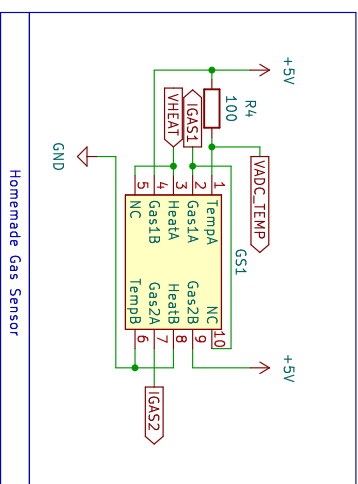 Homemade Gas Sensor
+5V
R4
100
IGAS1
VHEAT
VADC_TEMP
GND
GS1
1
2
3
4
5
TempA
Gas1A
HeatA
Gas1B
NC
NC
Gas2B
HeatB
Gas2A
TempB
10
9
8
7
6
+5V
IGAS2